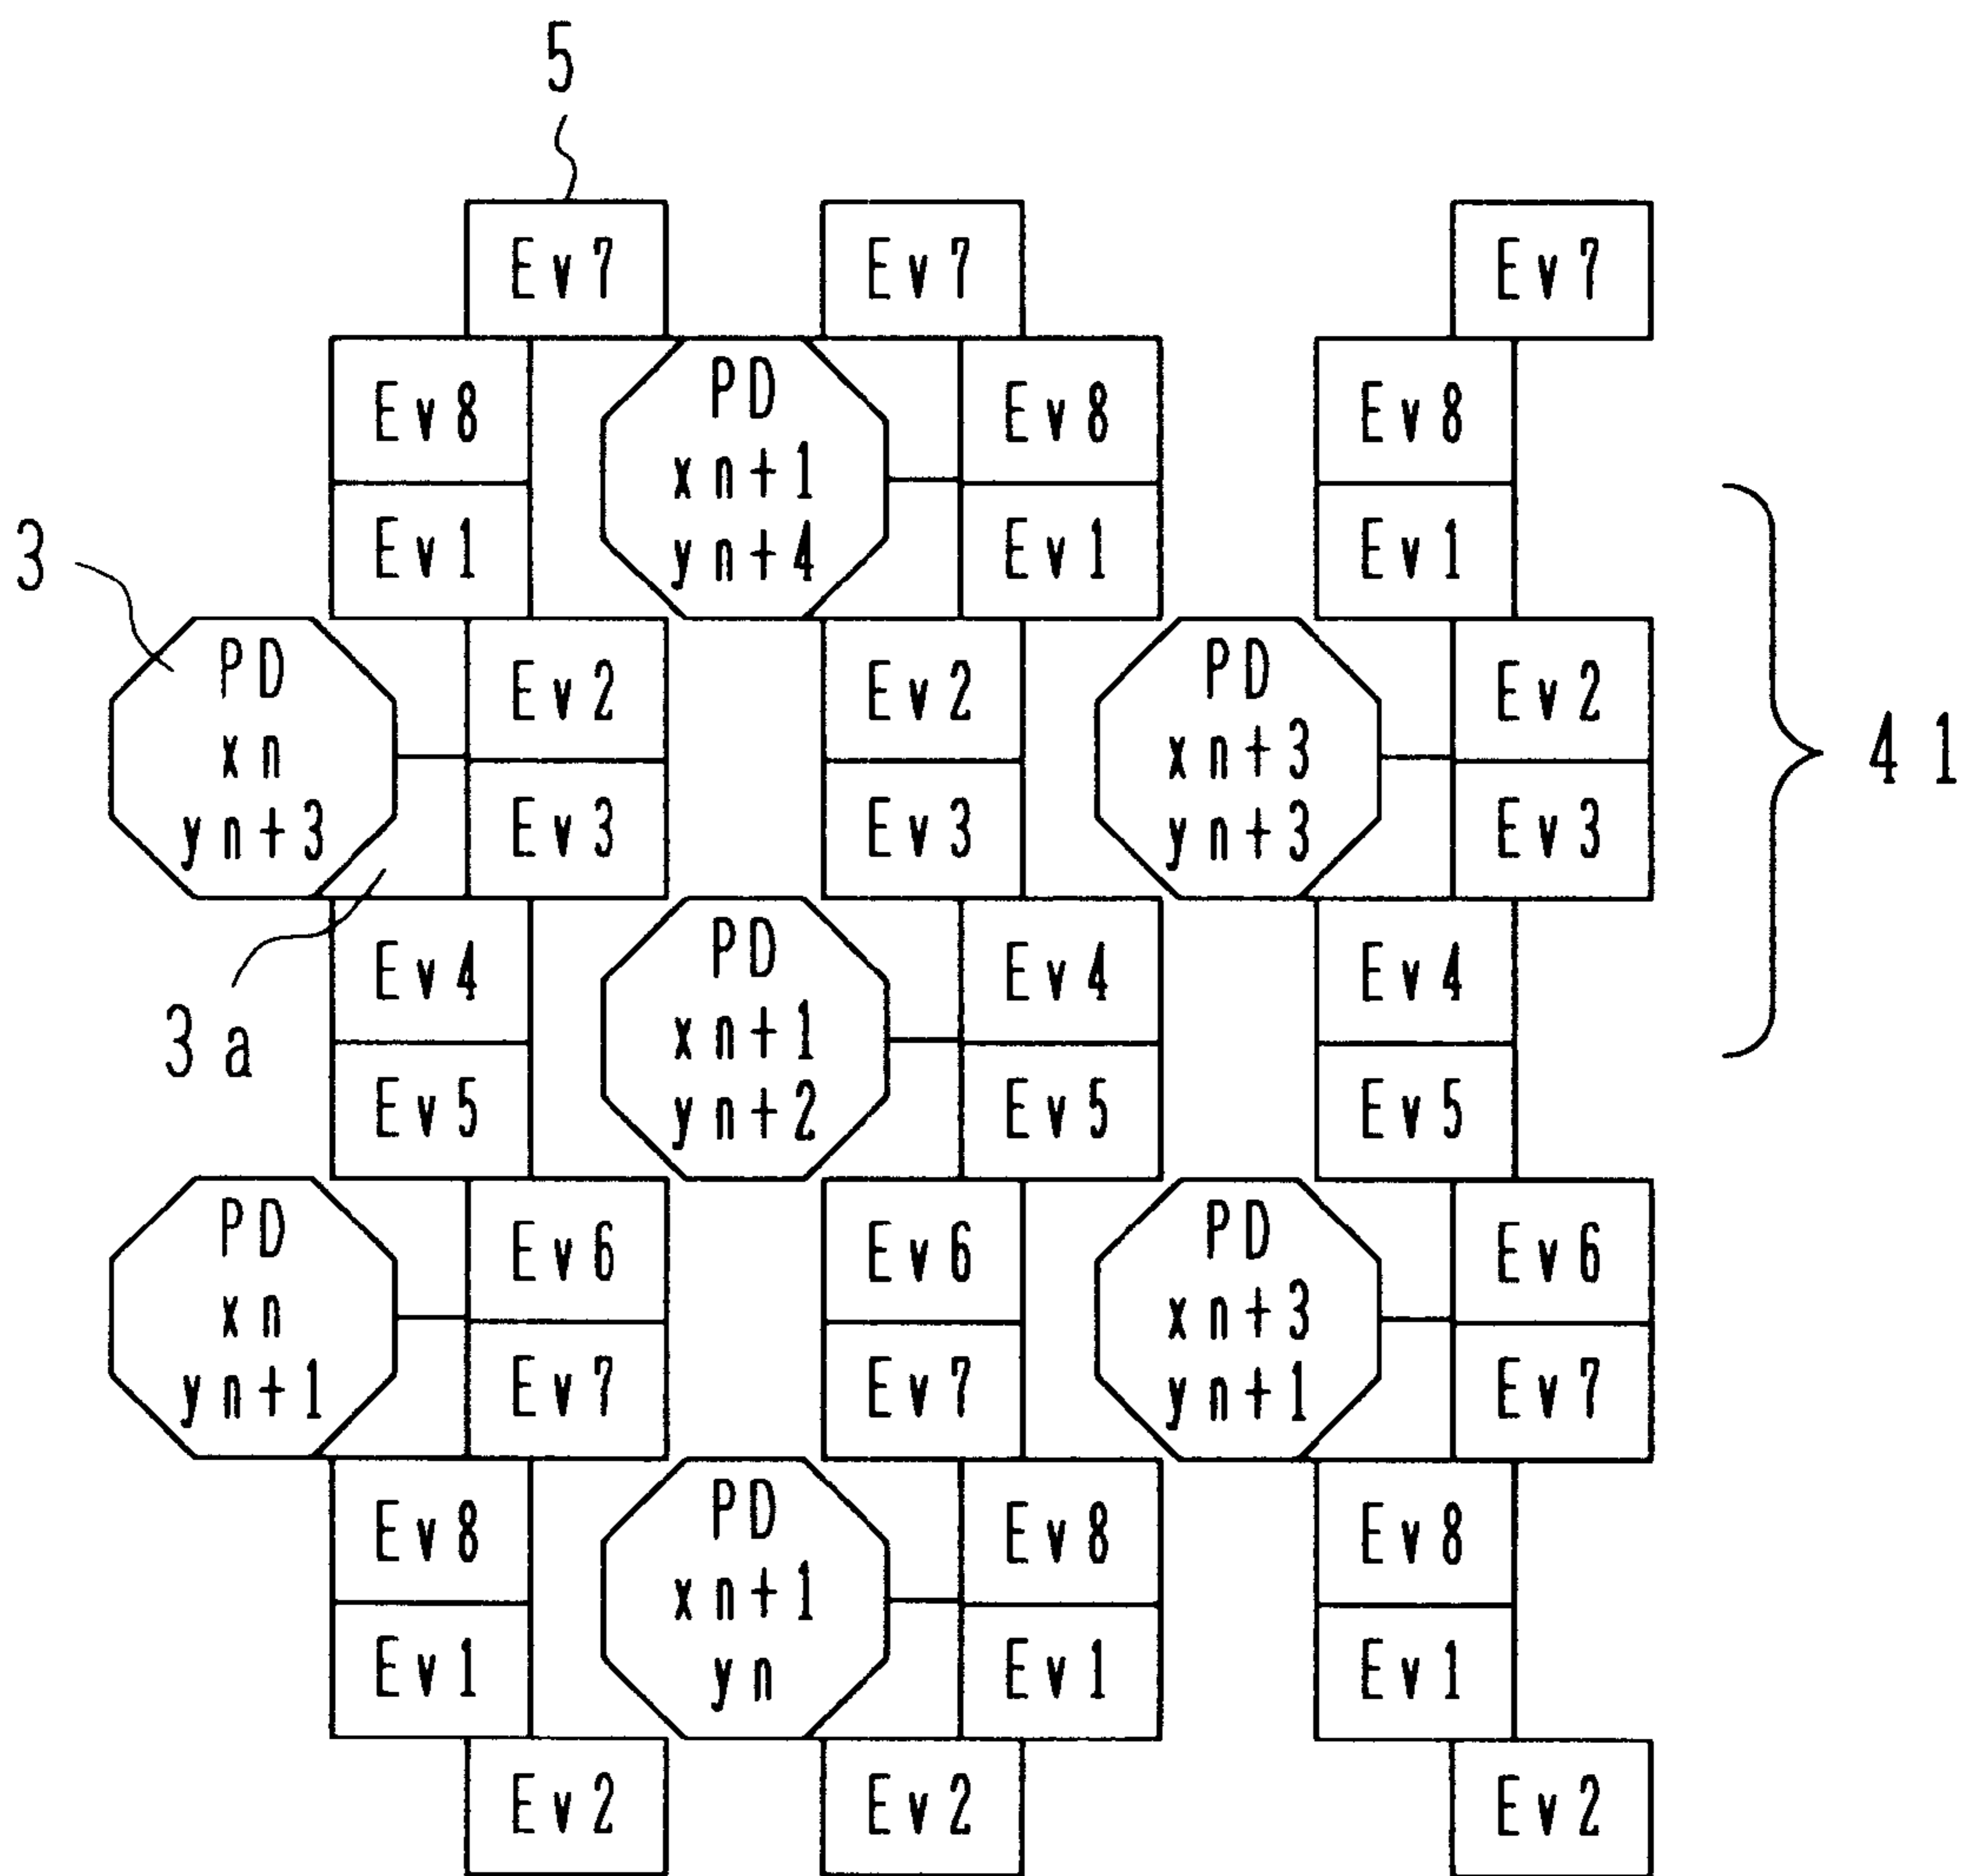 5
Ev7 Ev7 Ev7
Ev8 PD Ev8 Ev8
xn+1
Ev1 yn+4 Ev1 Ev1
3
PD Ev2 Ev2 PD Ev2
xn xn+3
41
yn+3 Ev3 Ev3 yn+3 Ev3
Ev4 PD Ev4 Ev4
3a xn+1
Ev5 yn+2 Ev5 Ev5
PD Ev6 Ev6 PD Ev6
xn xn+3
yn+1 Ev7 Ev7 yn+1 Ev7
Ev8 PD Ev8 Ev8
xn+1
Ev1 yn Ev1 Ev1
Ev2 Ev2 Ev2